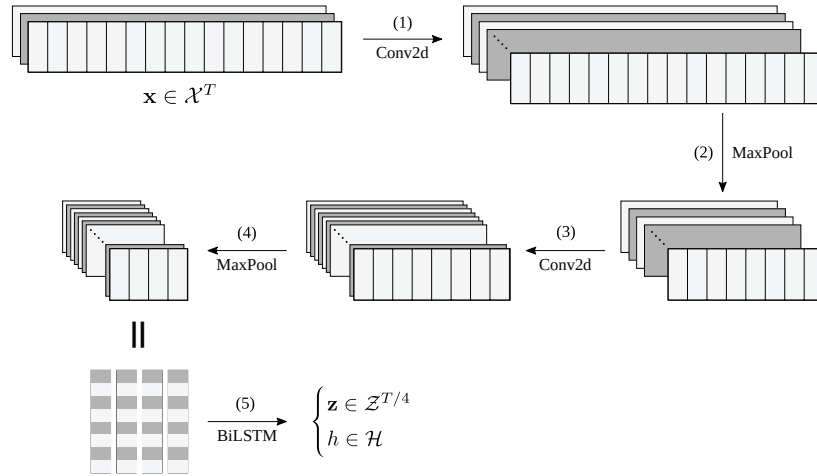 (1)
Conv2d
𝐱 ∈ 𝒳^T
(2) MaxPool
(4)
MaxPool
(3)
Conv2d
(5)
BiLSTM
𝐳 ∈ 𝒵^{T/4}
h ∈ ℋ